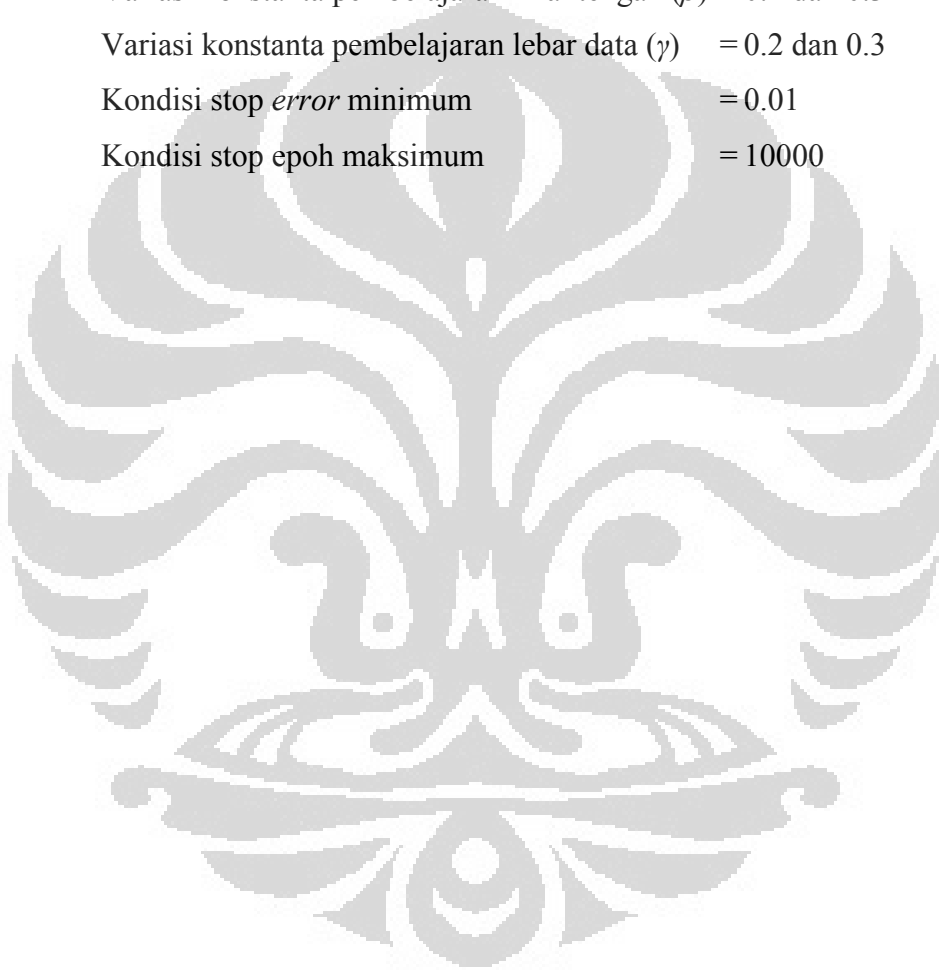 Variasi konstanta pembelajaran lebar data (γ) = 0.2 dan 0.3
Kondisi stop error minimum = 0.01
Kondisi stop epoh maksimum = 10000